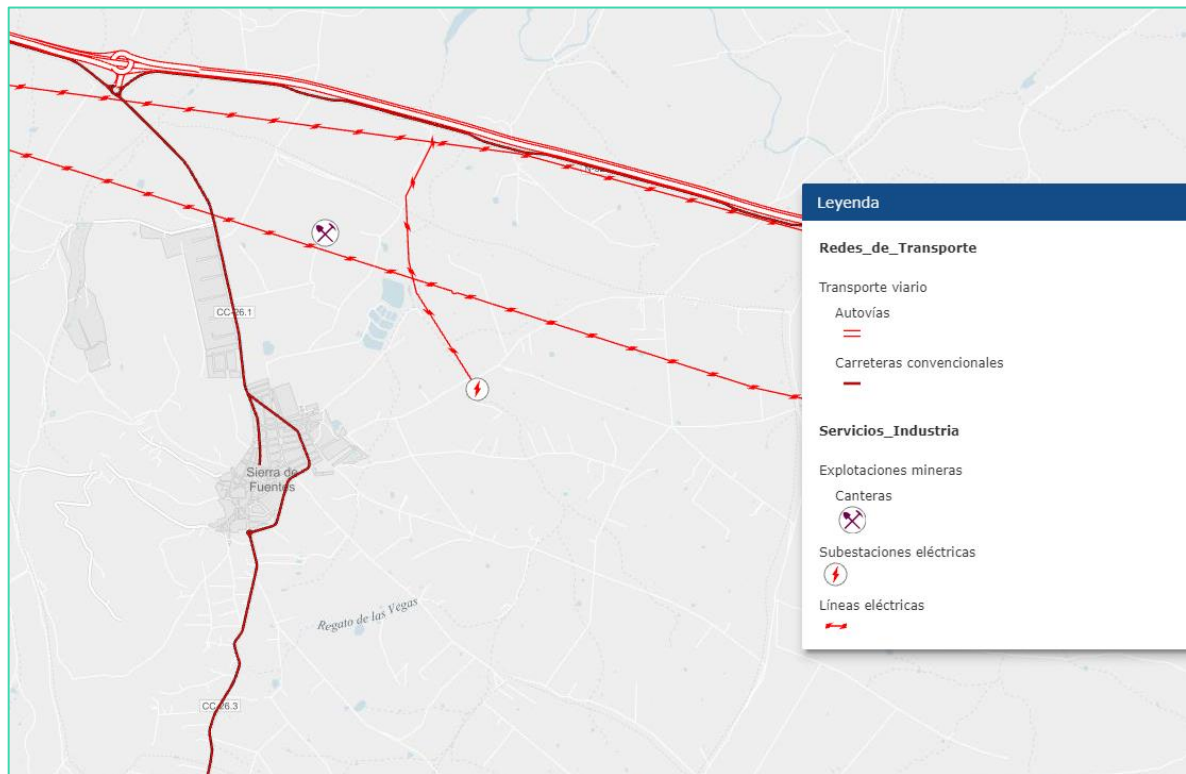 CC-26.1
Sierra de
Fuentes
Regato de las Vegas
CC-26.3
Leyenda
Redes_de_Transporte
Transporte viario
Autovías
Carreteras convencionales
Servicios_Industria
Explotaciones mineras
Canteras
Subestaciones eléctricas
Líneas eléctricas